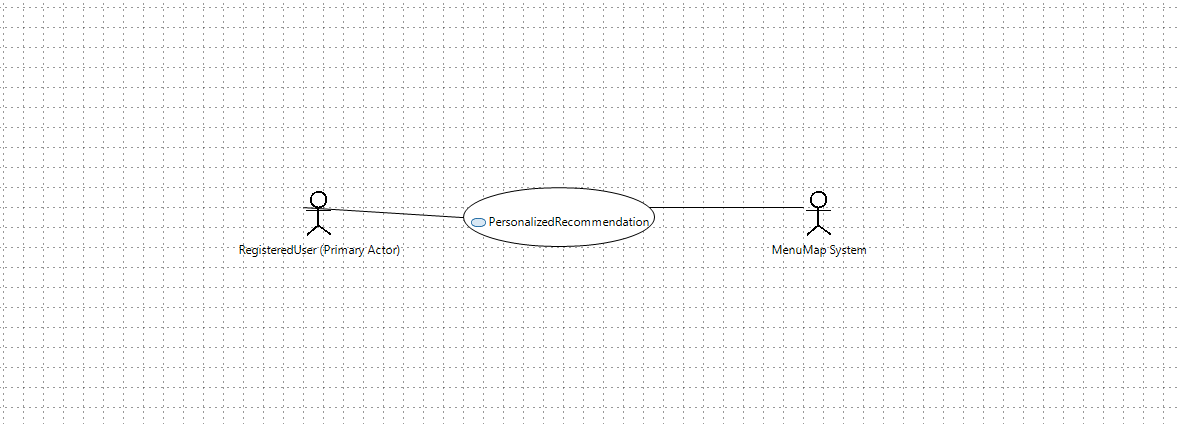 PersonalizedRecommendation
RegisteredUser (Primary Actor)
MenuMap System